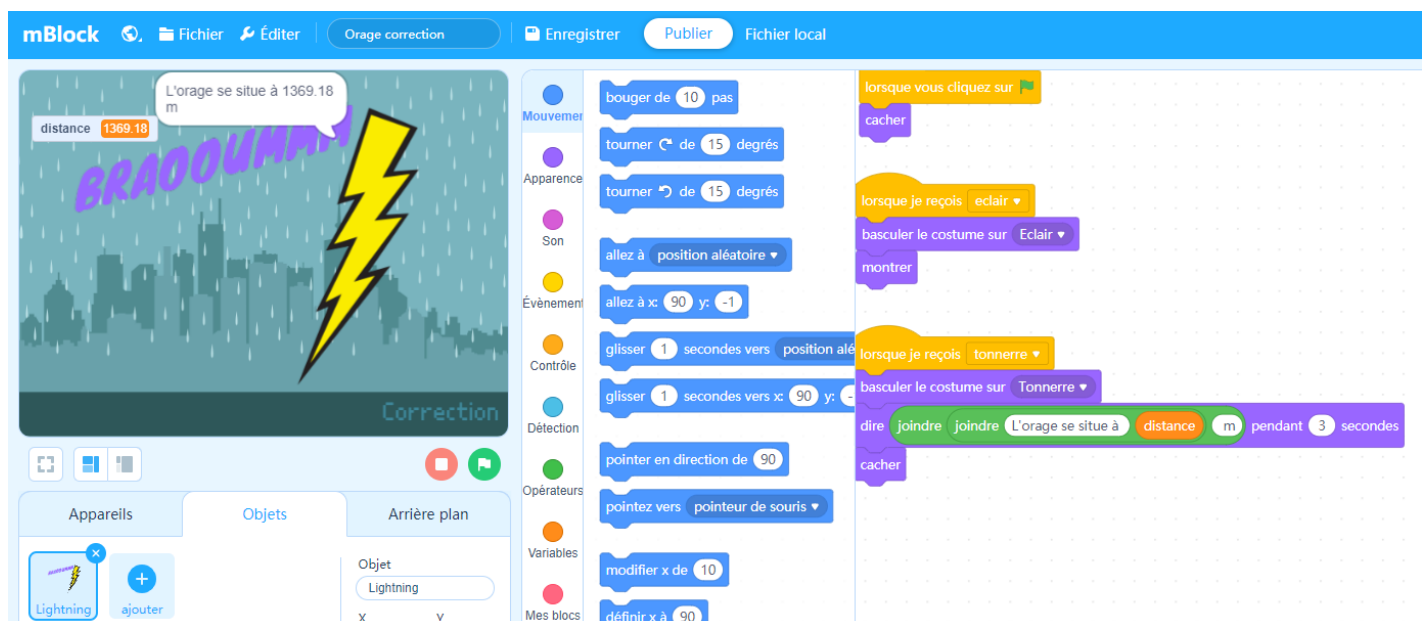 mBlock Fichier Éditer Orage correction Enregistrer Publier Fichier local
L'orage se situe à 1369.18
m
distance 1369.18
BRAOOUMMM
Correction
Appareils Objets Arrière plan
Lightning
ajouter
Objet
Lightning
X Y
Mouvemen
Apparence
Son
Évènement
Contrôle
Détection
Opérateurs
Variables
Mes blocs
bouger de 10 pas
tourner de 15 degrés
tourner de 15 degrés
allez à position aléatoire
allez à x: 90 y: -1
glisser 1 secondes vers position alé
glisser 1 secondes vers x: 90 y: -
pointer en direction de 90
pointez vers pointeur de souris
modifier x de 10
définir x à 90
lorsque vous cliquez sur
cacher
lorsque je reçois eclair
basculer le costume sur Eclair
montrer
lorsque je reçois tonnerre
basculer le costume sur Tonnerre
dire joindre joindre L'orage se situe à distance m pendant 3 secondes
cacher